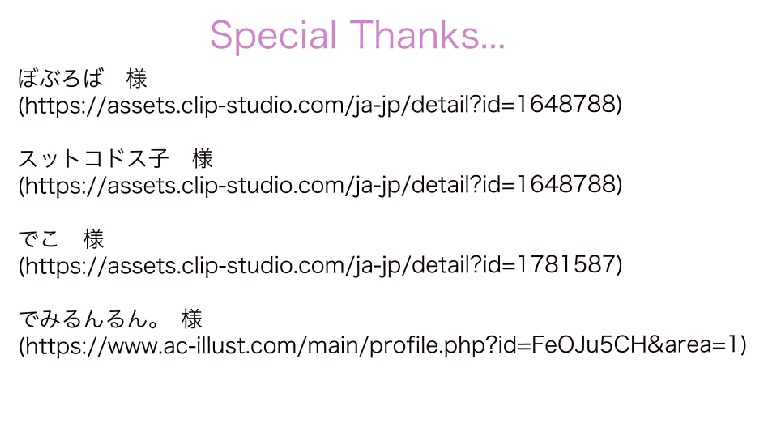 Special Thanks...
ぼぶろば　様
(https://assets.clip-studio.com/ja-jp/detail?id=1648788)
スットコドス子　様
(https://assets.clip-studio.com/ja-jp/detail?id=1648788)
でこ　様
(https://assets.clip-studio.com/ja-jp/detail?id=1781587)
でみるんるん。　様
(https://www.ac-illust.com/main/profile.php?id=FeOJu5CH&area=1)